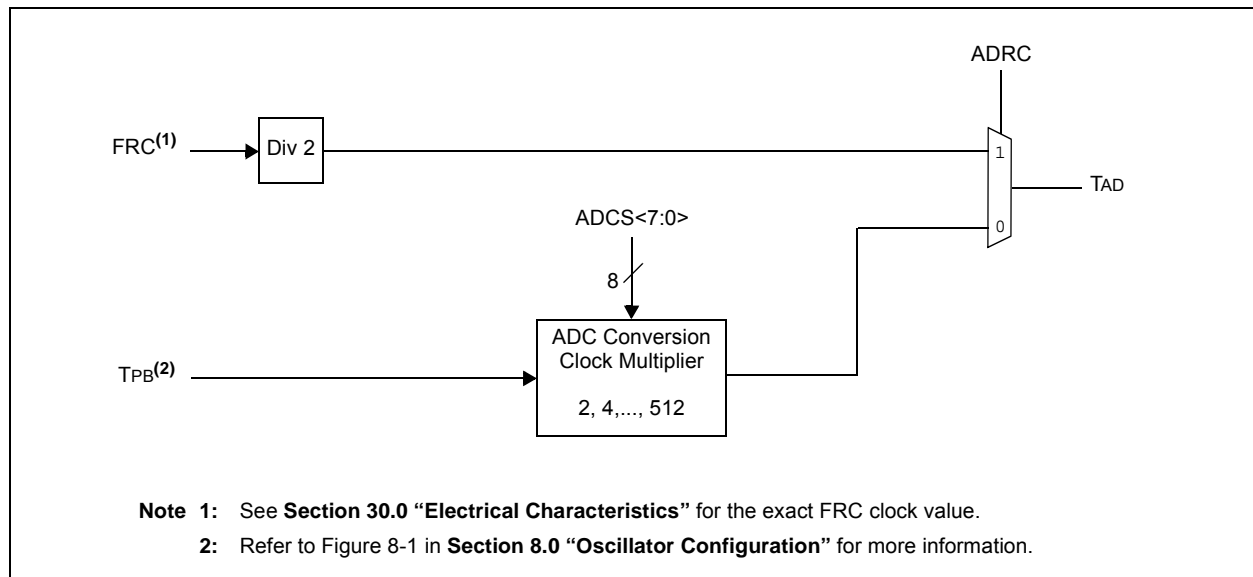 ADRC
FRC(1)
Div 2
1
TAD
ADCS<7:0>
0
8
ADC Conversion
Clock Multiplier
2, 4,..., 512
TPB(2)
Note 1: See Section 30.0 “Electrical Characteristics” for the exact FRC clock value.
2: Refer to Figure 8-1 in Section 8.0 “Oscillator Configuration” for more information.